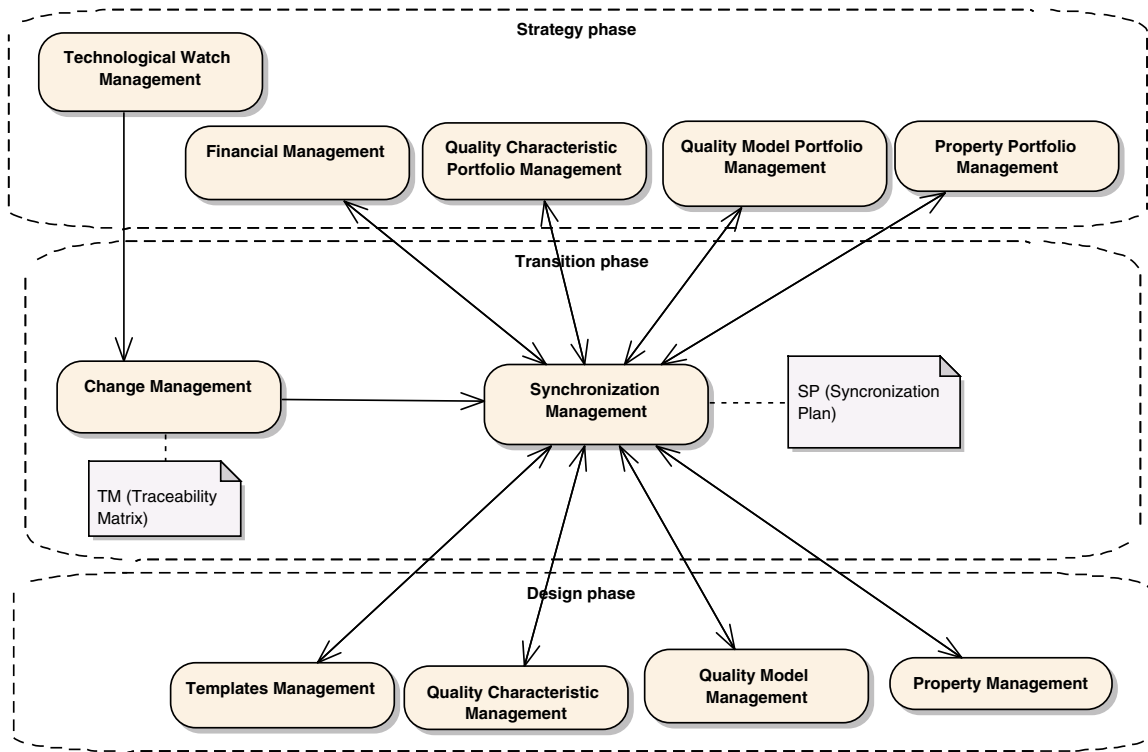 Strategy phase
Technological Watch
Management
Financial Management
Quality Characteristic
Portfolio Management
Quality Model Portfolio
Management
Property Portfolio
Management
Transition phase
Change Management
Synchronization
Management
SP (Syncronization
Plan)
TM (Traceability
Matrix)
Design phase
Templates Management
Quality Characteristic
Management
Quality Model
Management
Property Management